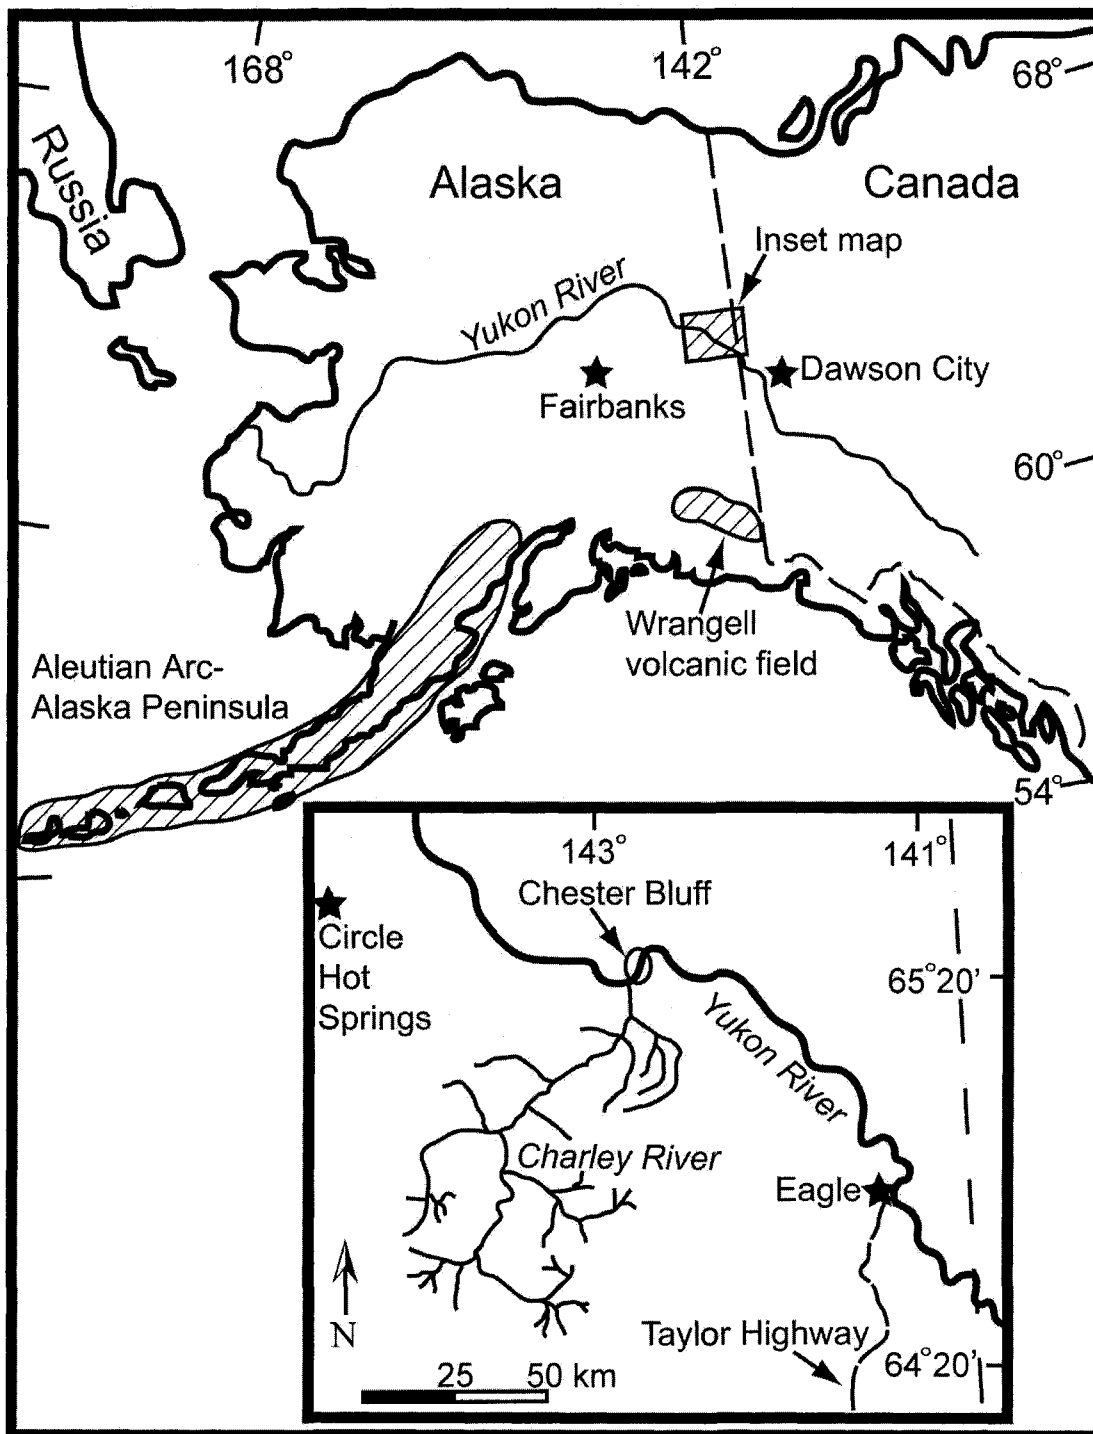 168°
142°
68°
Russia
Alaska
Canada
Inset map
Yukon River
Dawson City
Fairbanks
60°
Wrangell
volcanic field
Aleutian Arc-
Alaska Peninsula
54°
143°
141°
Chester Bluff
Circle
Hot
Springs
65°20'
Yukon River
Charley River
Eagle
N
Taylor Highway
64°20'
25 50 km